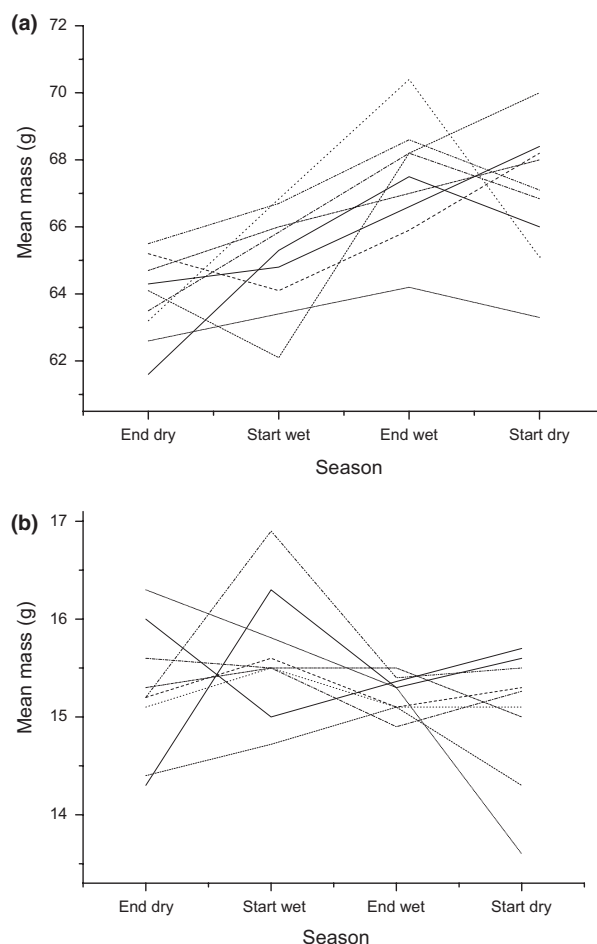 (a)
72
70
68
66
64
62
Mean mass (g)
End dry Start wet End wet Start dry
Season
(b)
17
16
15
14
Mean mass (g)
End dry Start wet End wet Start dry
Season